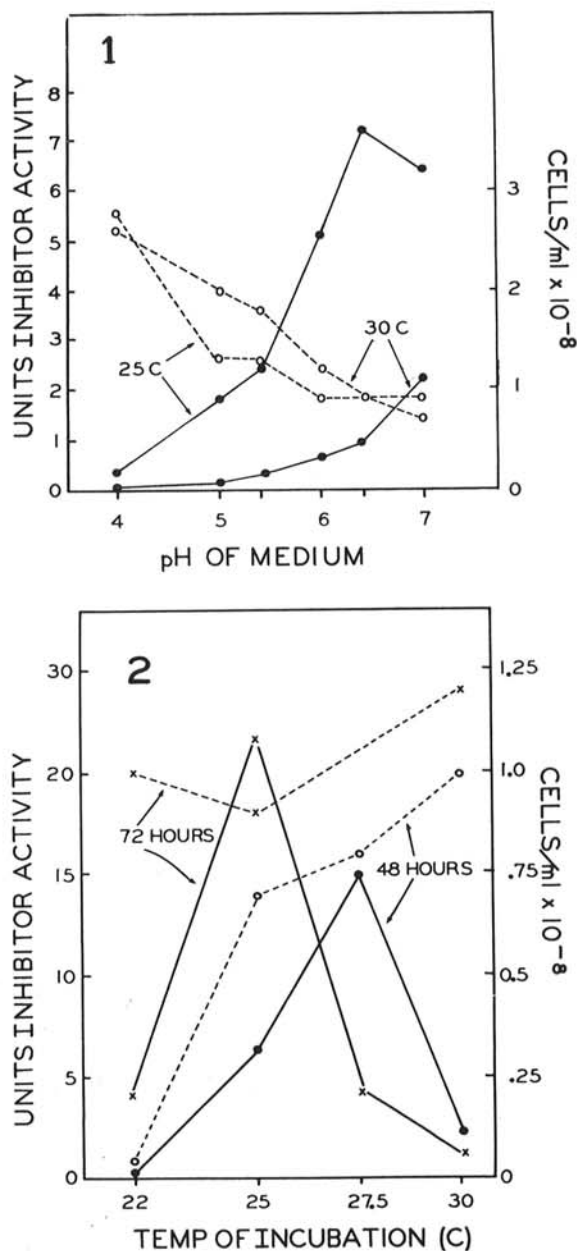 1
UNITS INHIBITOR ACTIVITY
8
7
6
5
4
3
2
1
0
25 C
30 C
3
2
1
0
CELLS/ml x 10⁻⁸
4 5 6 7
pH OF MEDIUM
2
UNITS INHIBITOR ACTIVITY
30
25
20
15
10
5
0
72 HOURS
48 HOURS
1.25
1.0
0.75
0.5
.25
0
CELLS/ml x 10⁻⁸
22 25 27.5 30
TEMP OF INCUBATION (C)